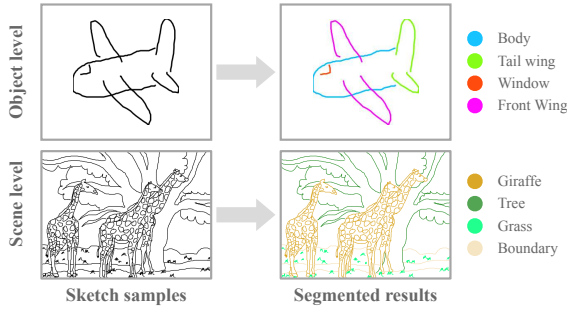 Object level
Body
Tail wing
Window
Front Wing
Scene level
Giraffe
Tree
Grass
Boundary
Sketch samples
Segmented results